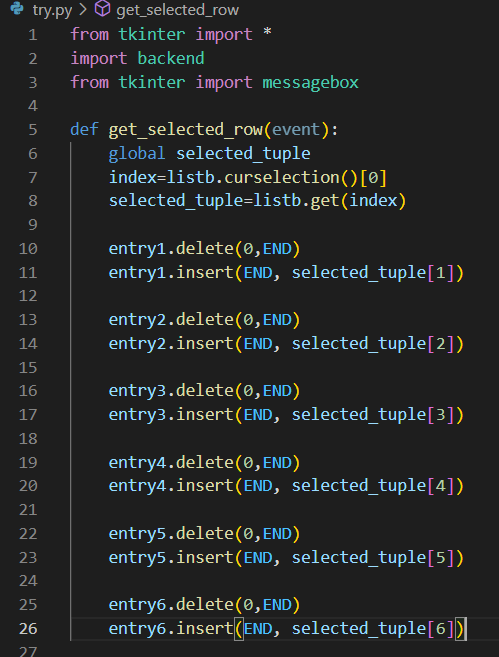 try.py > get_selected_row
1 from tkinter import *
2 import backend
3 from tkinter import messagebox
4
5 def get_selected_row(event):
6     global selected_tuple
7     index=listb.curselection()[0]
8     selected_tuple=listb.get(index)
9
10     entry1.delete(0,END)
11     entry1.insert(END, selected_tuple[1])
12
13     entry2.delete(0,END)
14     entry2.insert(END, selected_tuple[2])
15
16     entry3.delete(0,END)
17     entry3.insert(END, selected_tuple[3])
18
19     entry4.delete(0,END)
20     entry4.insert(END, selected_tuple[4])
21
22     entry5.delete(0,END)
23     entry5.insert(END, selected_tuple[5])
24
25     entry6.delete(0,END)
26     entry6.insert(END, selected_tuple[6])
27